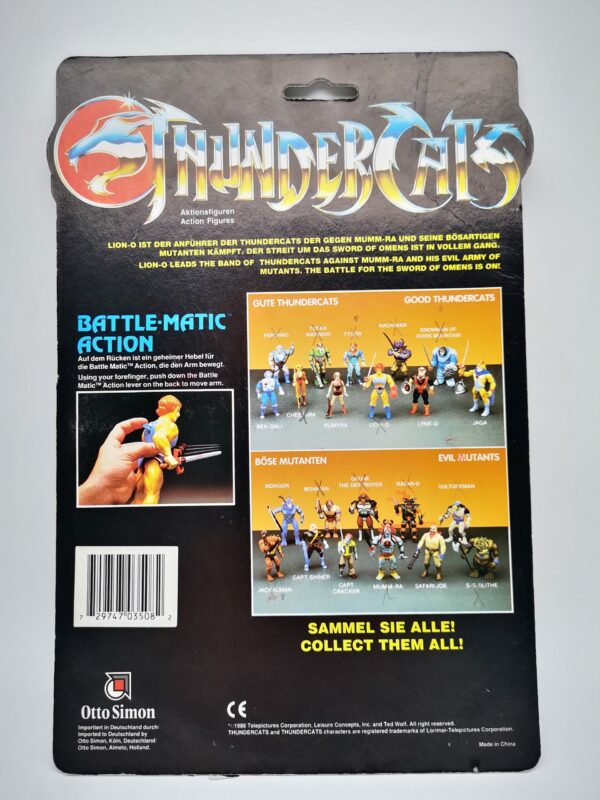 THUNDERCATS
Aktionsfiguren
Action Figures
LION-O IST DER ANFÜHRER DER THUNDERCATS DER GEGEN MUMM-RA UND SEINE BÖSARTIGEN
MUTANTEN KÄMPFT. DER STREIT UM DAS SWORD OF OMENS IST IN VOLLEM GANG.
LION-O LEADS THE BAND OF THUNDERCATS AGAINST MUMM-RA AND HIS EVIL ARMY OF
MUTANTS. THE BATTLE FOR THE SWORD OF OMENS IS ON!
BATTLE-MATIC™
ACTION
Auf dem Rücken ist ein geheimer Hebel für
die Battle Matic™ Action, die den Arm bewegt.
Using your forefinger, push down the Battle
Matic™ Action lever on the back to move arm.
GUTE THUNDERCATS GOOD THUNDERCATS
PANTHRO TUSKA WARRIOR TYGRA HACHIMAN SNOWMAN OF HOOK MOUNTAIN
BEN-GALI CHEETARA PUMYRA LION-O LYNX-O JAGA
BÖSE MUTANTEN EVIL MUTANTS
MONGOR MONKIAN THE DESTROYER RATAR-O VULTUREMAN
JACKALMAN CAPT. SHINER CAPT. CRACKER MUMM-RA SAFARI JOE S-S-SLITHE
SAMMEL SIE ALLE!
COLLECT THEM ALL!
7 29747 03508 2
Otto Simon
Importiert in Deutschland durch:
Imported to Deutschland by
Otto Simon, Köln, Deutschland
Otto Simon, Almelo, Holland.
CE
1986 Telepictures Corporation, Leisure Concepts, Inc. and Ted Wolf. All right reserved.
THUNDERCATS and THUNDERCATS characters are registered trademarks of Lorimar-Telepictures Corporation.
Made in China